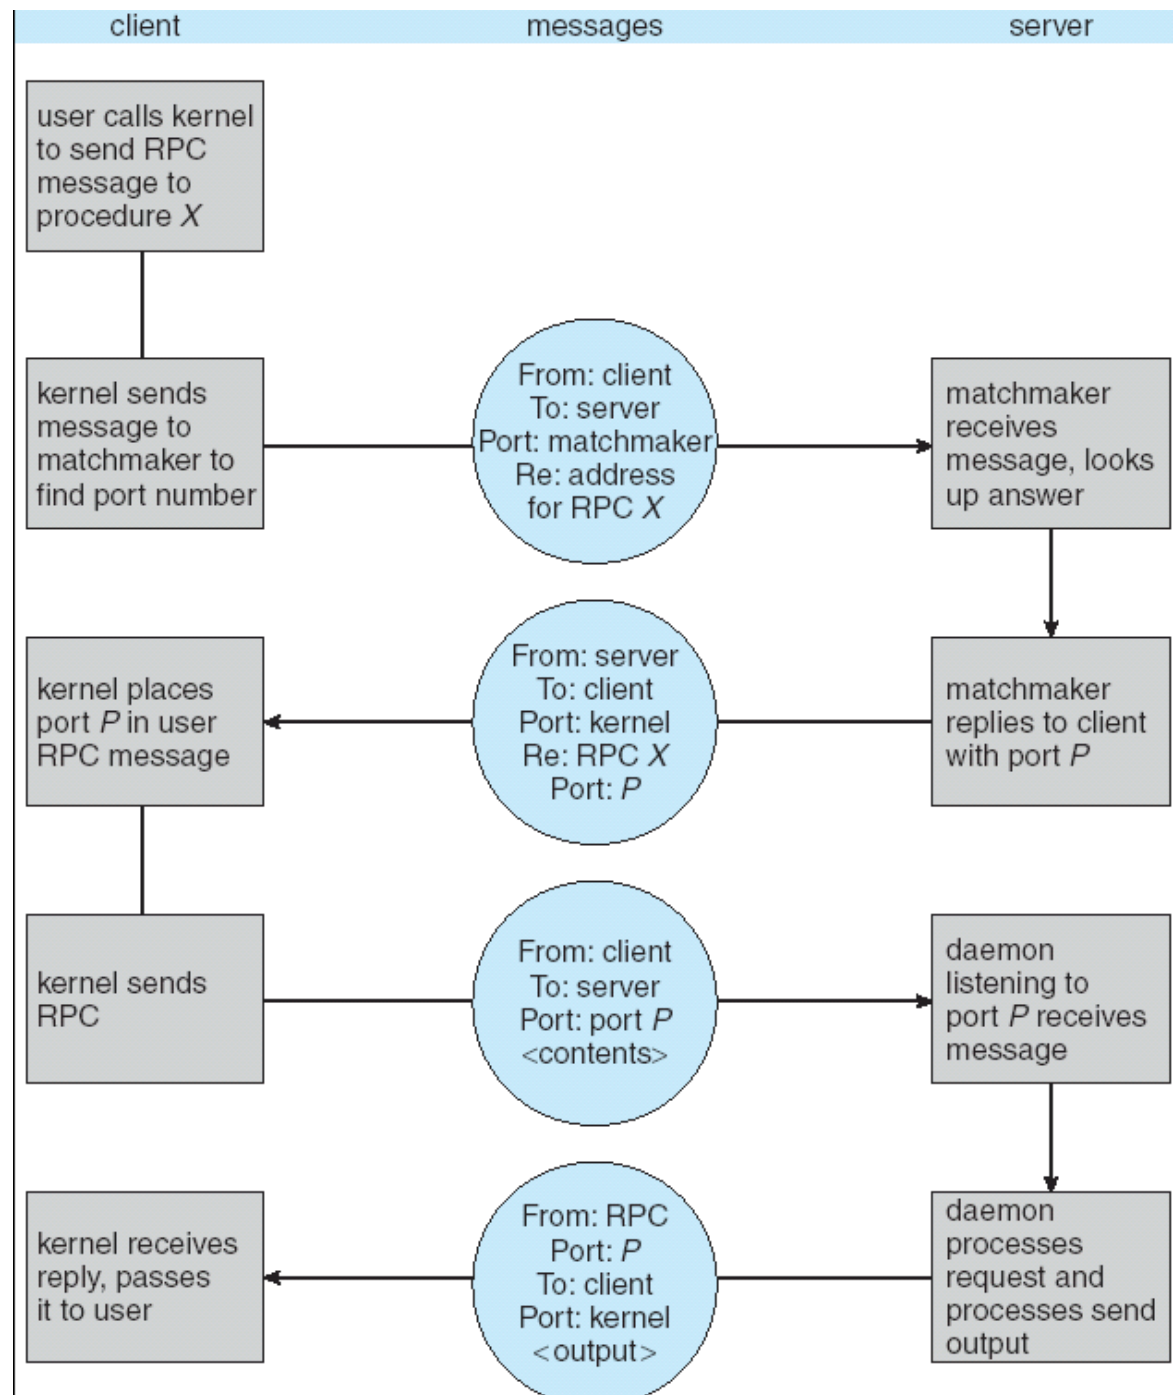 client
messages
server
user calls kernel
to send RPC
message to
procedure X
kernel sends
message to
matchmaker to
find port number
From: client
To: server
Port: matchmaker
Re: address
for RPC X
matchmaker
receives
message, looks
up answer
kernel places
port P in user
RPC message
From: server
To: client
Port: kernel
Re: RPC X
Port: P
matchmaker
replies to client
with port P
kernel sends
RPC
From: client
To: server
Port: port P
<contents>
daemon
listening to
port P receives
message
kernel receives
reply, passes
it to user
From: RPC
Port: P
To: client
Port: kernel
<output>
daemon
processes
request and
processes send
output